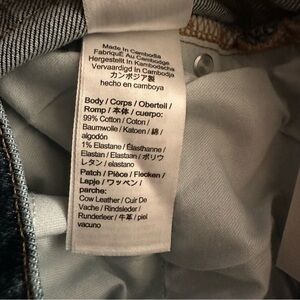 Made in Cambodia
Fabriqué Au Cambodge
Hergestellt In Kambodscha
Vervaardigd In Cambodja
カンボジア製
hecho en camboya
Body / Corps / Oberteil /
Romp / 本体 / cuerpo:
99% Cotton / Coton /
Baumwolle / Katoen / 綿 /
algodón
1% Elastane / Élasthanne /
Elastan / Elastaan / ポリウ
レタン / elastano
Patch / Pièce / Flecken /
Lapje / ワッペン /
parche:
Cow Leather / Cuir De
Vache / Rindsleder /
Runderleer / 牛革 / piel
vacuno